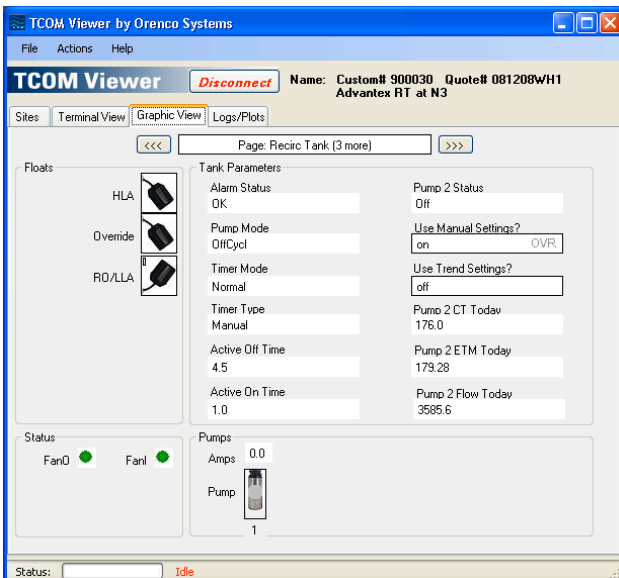 TCOM Viewer by Orenco Systems
File Actions Help
TCOM Viewer Disconnect Name: Custom# 900030 Quote# 081208WH1
Advantex RT at N3
Sites Terminal View Graphic View Logs/Plots
<<< Page: Recirc Tank (3 more) >>>
Floats
HLA
Override
RO/LLA
Tank Parameters
Alarm Status
OK
Pump Mode
OffCycl
Timer Mode
Normal
Timer Type
Manual
Active Off Time
4.5
Active On Time
1.0
Pump 2 Status
Off
Use Manual Settings?
on OVR
Use Trend Settings?
off
Pump 2 CT Today
176.0
Pump 2 ETM Today
179.28
Pump 2 Flow Today
3585.6
Status
FanO FanI
Pumps
Amps 0.0
Pump
1
Status: Idle